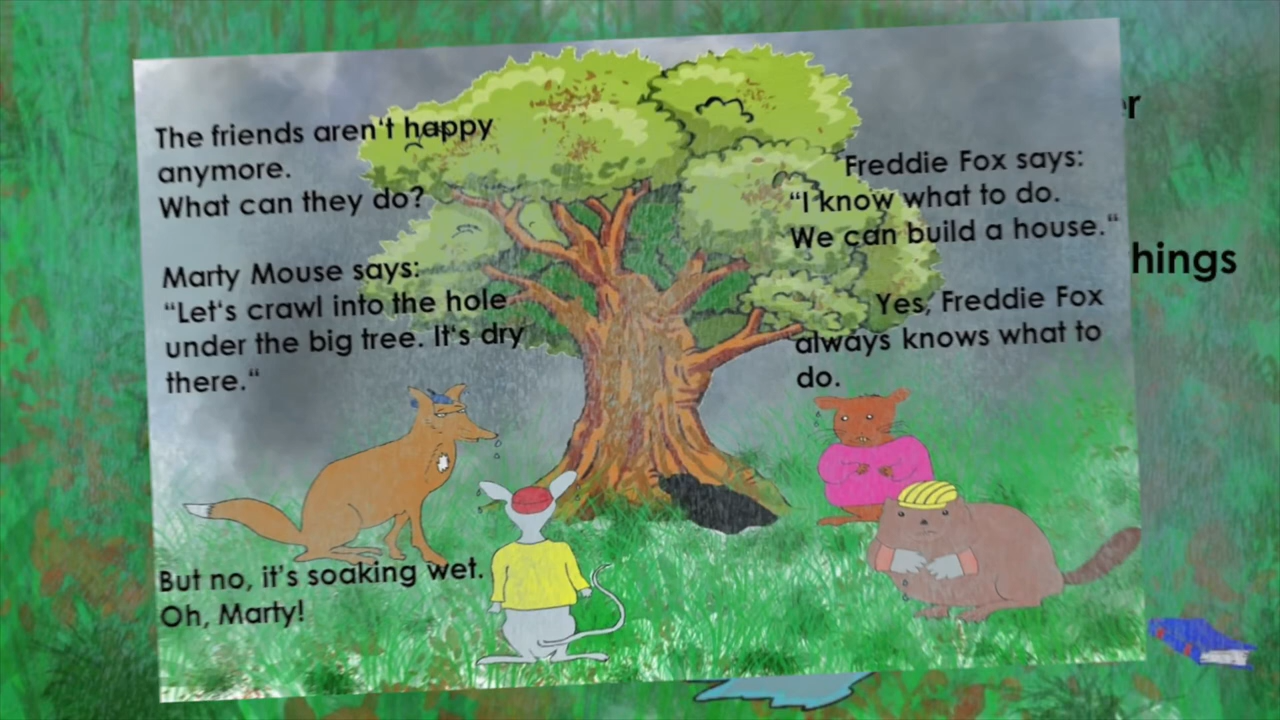 The friends aren't happy
anymore.
What can they do?
Marty Mouse says:
“Let‘s crawl into the hole
under the big tree. It‘s dry
there.“
But no, it‘s soaking wet.
Oh, Marty!
Freddie Fox says:
“I know what to do.
We can build a house.“
Yes, Freddie Fox
always knows what to
do.